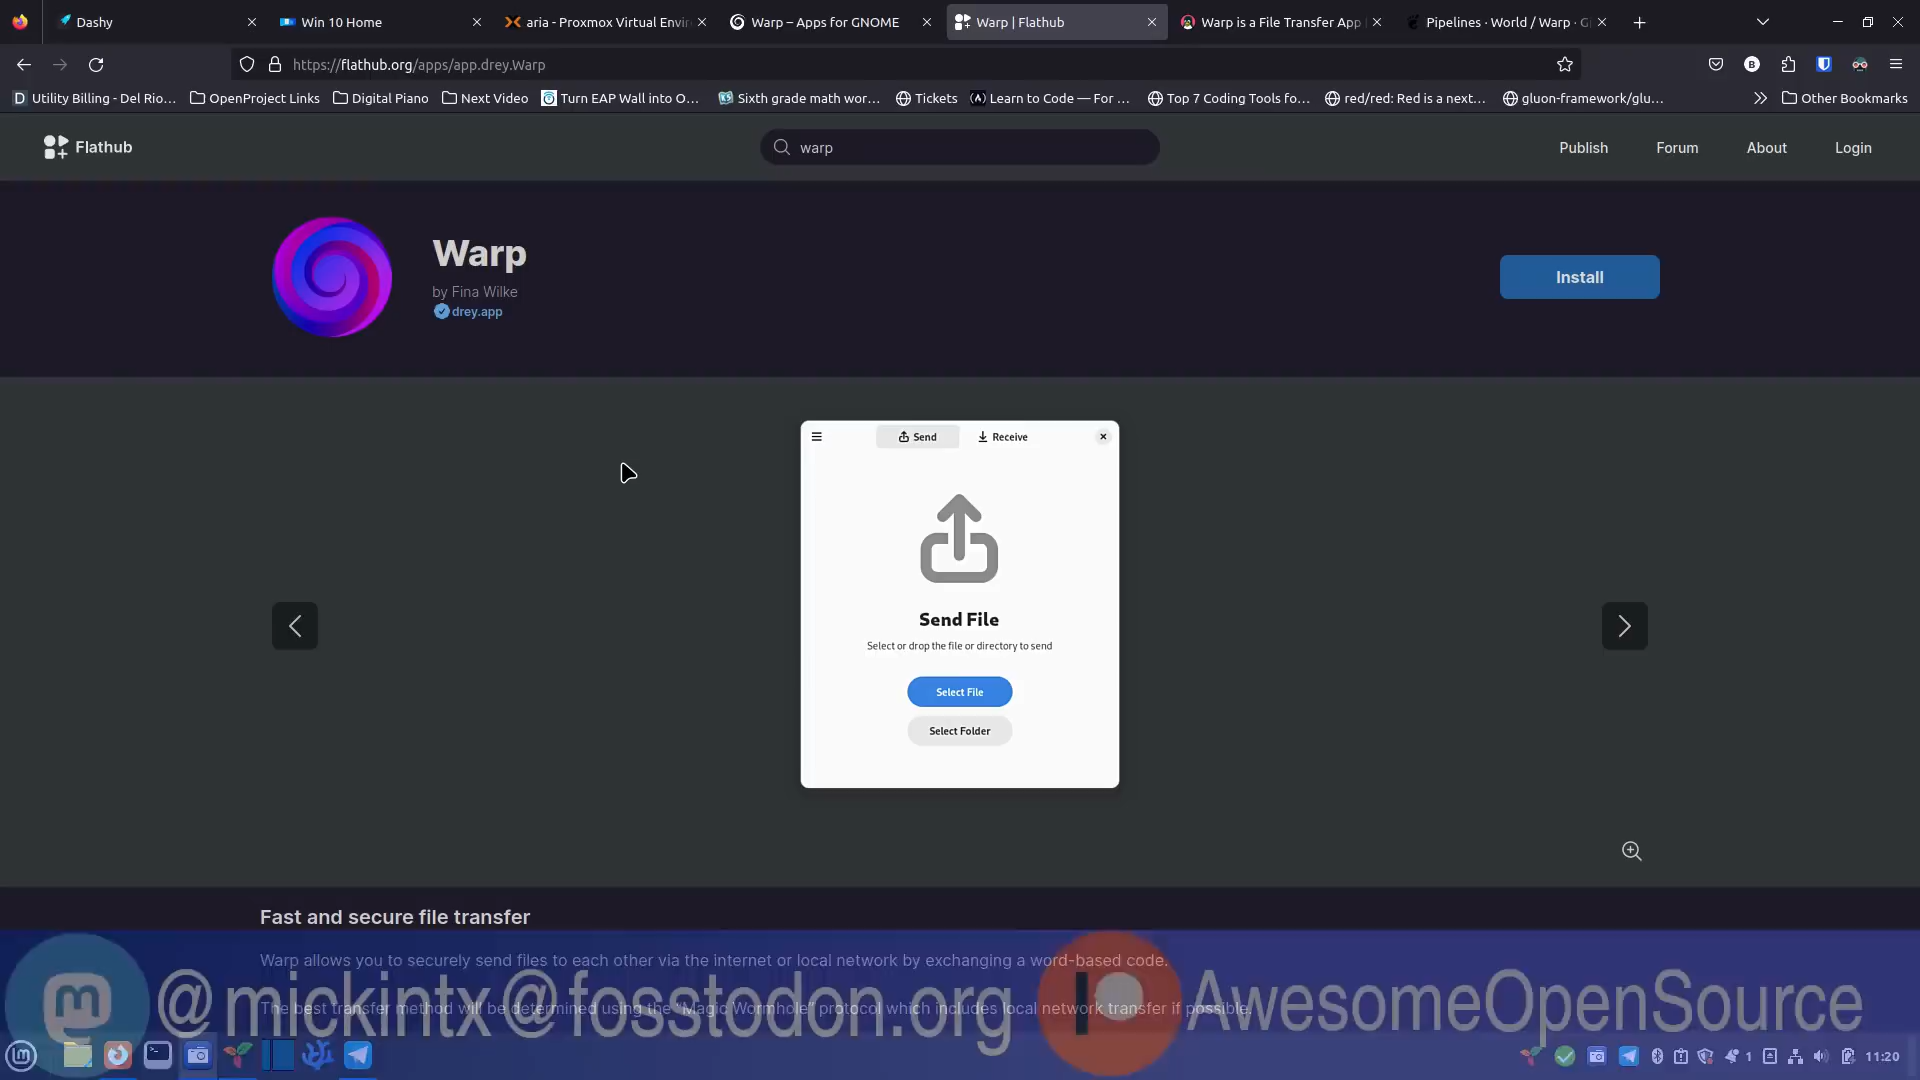 Dashy
Win 10 Home
aria - Proxmox Virtual Envir
Warp – Apps for GNOME
Warp | Flathub
Warp is a File Transfer App
Pipelines · World / Warp · G
https://flathub.org/apps/app.drey.Warp
Utility Billing - Del Rio...
OpenProject Links
Digital Piano
Next Video
Turn EAP Wall into O...
Sixth grade math wor...
Tickets
Learn to Code — For ...
Top 7 Coding Tools fo...
red/red: Red is a next...
gluon-framework/glu...
Other Bookmarks
Flathub
warp
Publish
Forum
About
Login
Warp
by Fina Wilke
drey.app
Install
Send
Receive
Send File
Select or drop the file or directory to send
Select File
Select Folder
Fast and secure file transfer
Warp allows you to securely send files to each other via the internet or local network by exchanging a word-based code.
The best transfer method will be determined using the “Magic Wormhole” protocol which includes local network transfer if possible.
@mickintx@fosstodon.org
AwesomeOpenSource
1
11:20